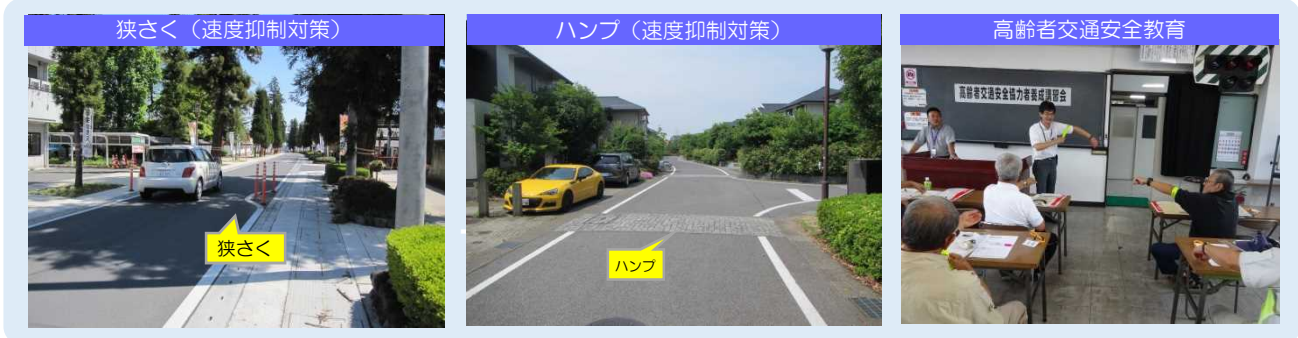 狭さく（速度抑制対策）
狭さく
ハンプ（速度抑制対策）
ハンプ
高齢者交通安全教育
高齢者交通安全協力者養成講習会